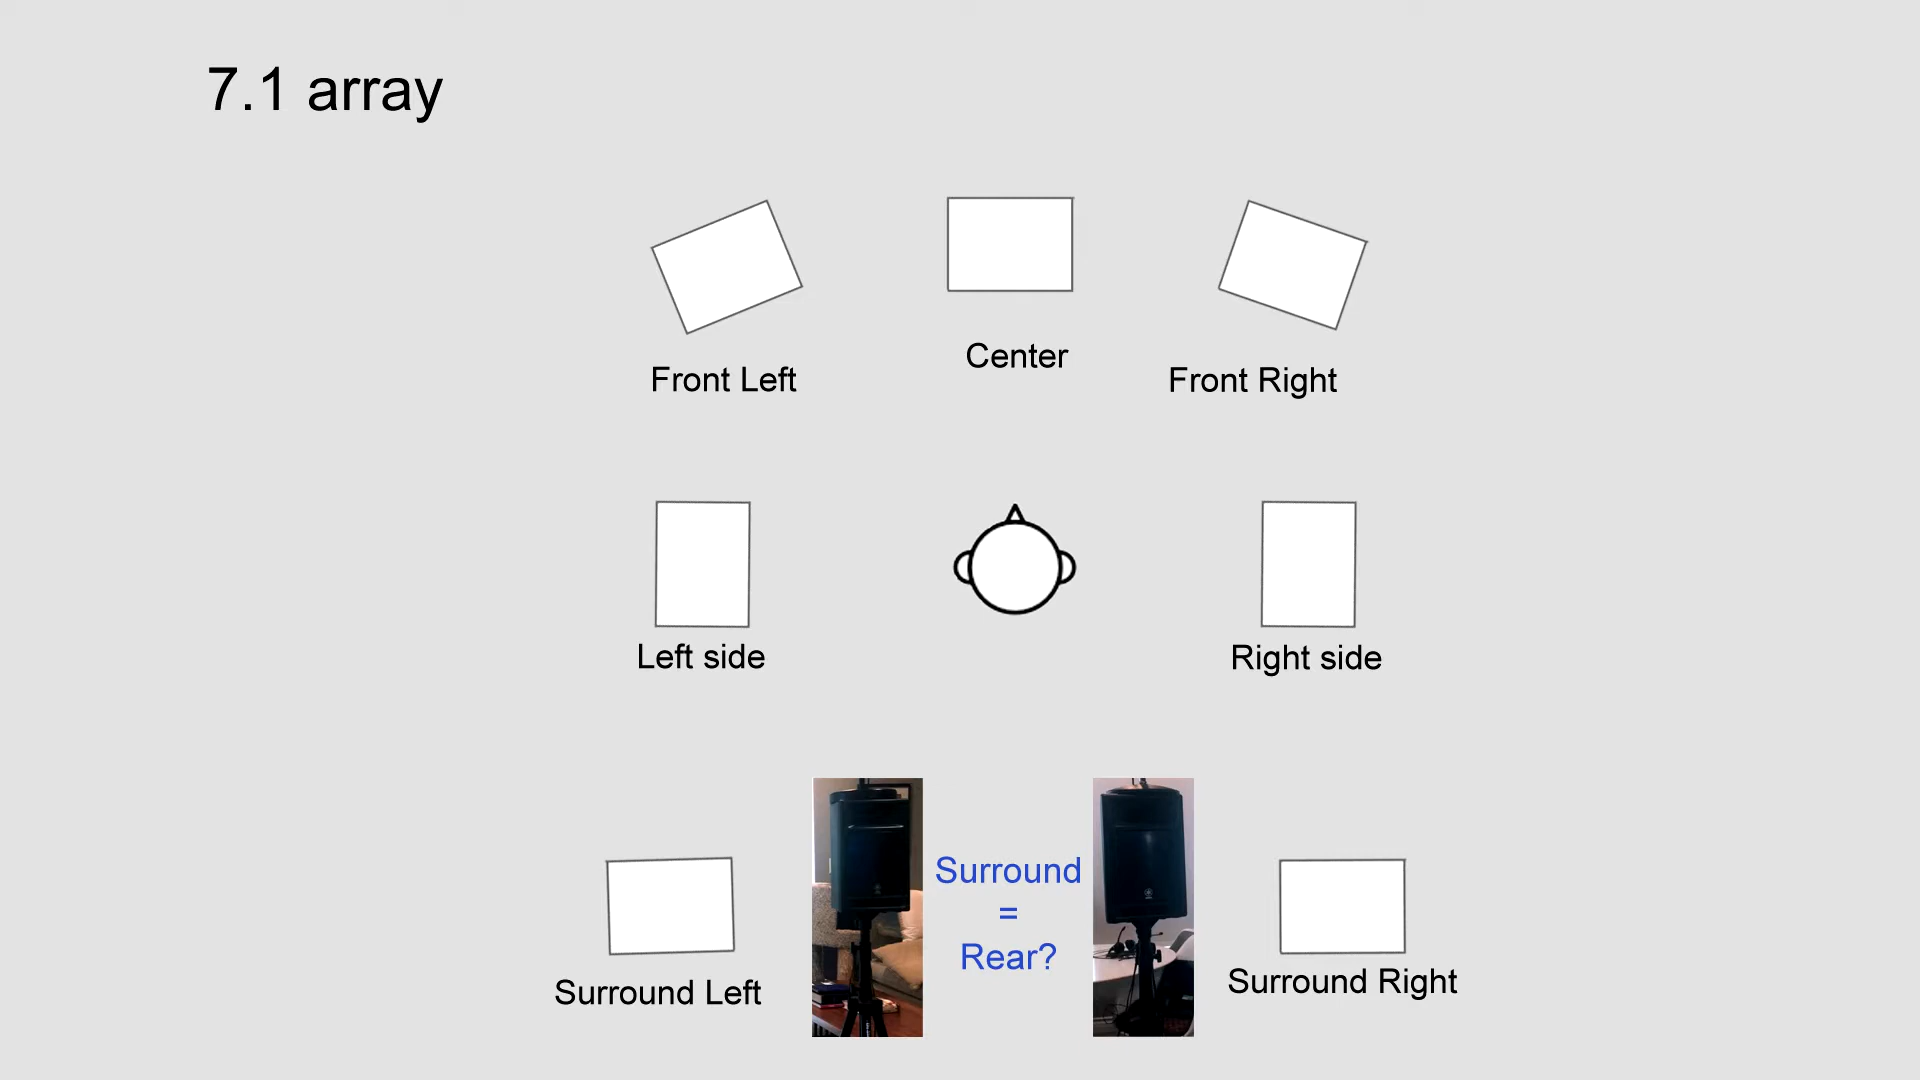 7.1 array
Center
Front Left
Front Right
Left side
Right side
Surround
=
Rear?
Surround Left
Surround Right